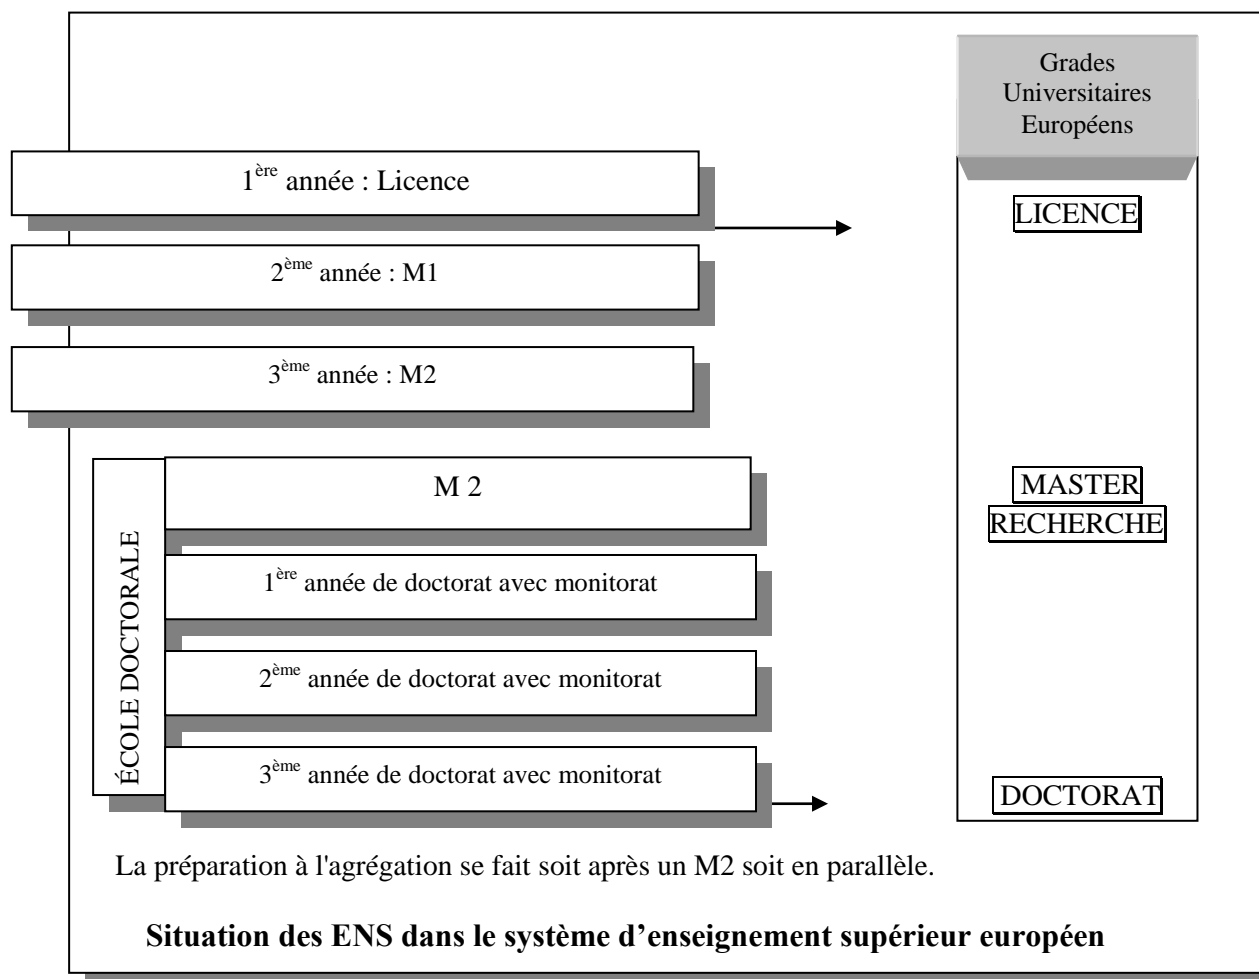 Grades
Universitaires
Européens
1ère année : Licence
LICENCE
2ème année : M1
3ème année : M2
M 2
MASTER
RECHERCHE
ÉCOLE DOCTORALE
1ère année de doctorat avec monitorat
2ème année de doctorat avec monitorat
3ème année de doctorat avec monitorat
DOCTORAT
La préparation à l'agrégation se fait soit après un M2 soit en parallèle.
Situation des ENS dans le système d’enseignement supérieur européen